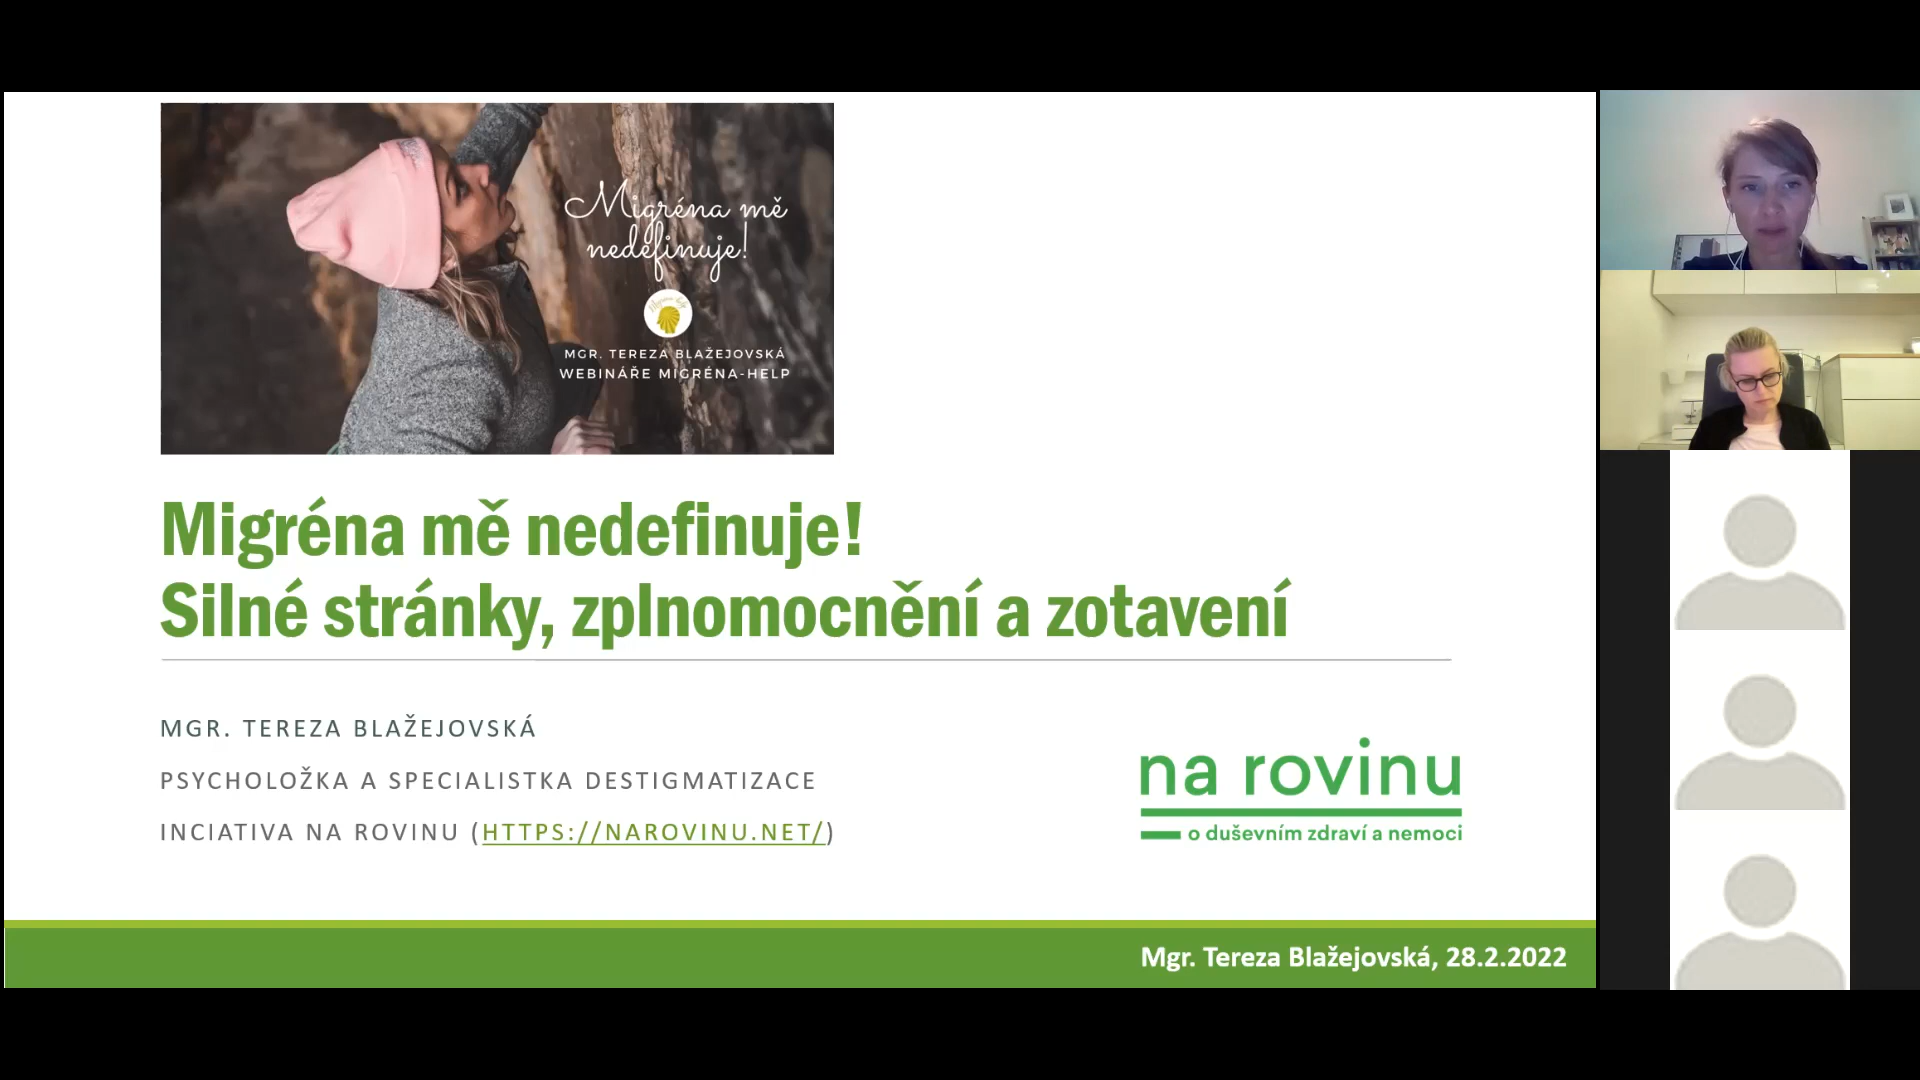 Migréna mě
nedefinuje!
MGR. TEREZA BLAŽEJOVSKÁ
WEBINÁŘE MIGRÉNA-HELP
Migréna mě nedefinuje!
Silné stránky, zplnomocnění a zotavení
MGR. TEREZA BLAŽEJOVSKÁ
PSYCHOLOŽKA A SPECIALISTKA DESTIGMATIZACE
INCIATIVA NA ROVINU (HTTPS://NAROVINU.NET/)
na rovinu
o duševním zdraví a nemoci
Mgr. Tereza Blažejovská, 28.2.2022